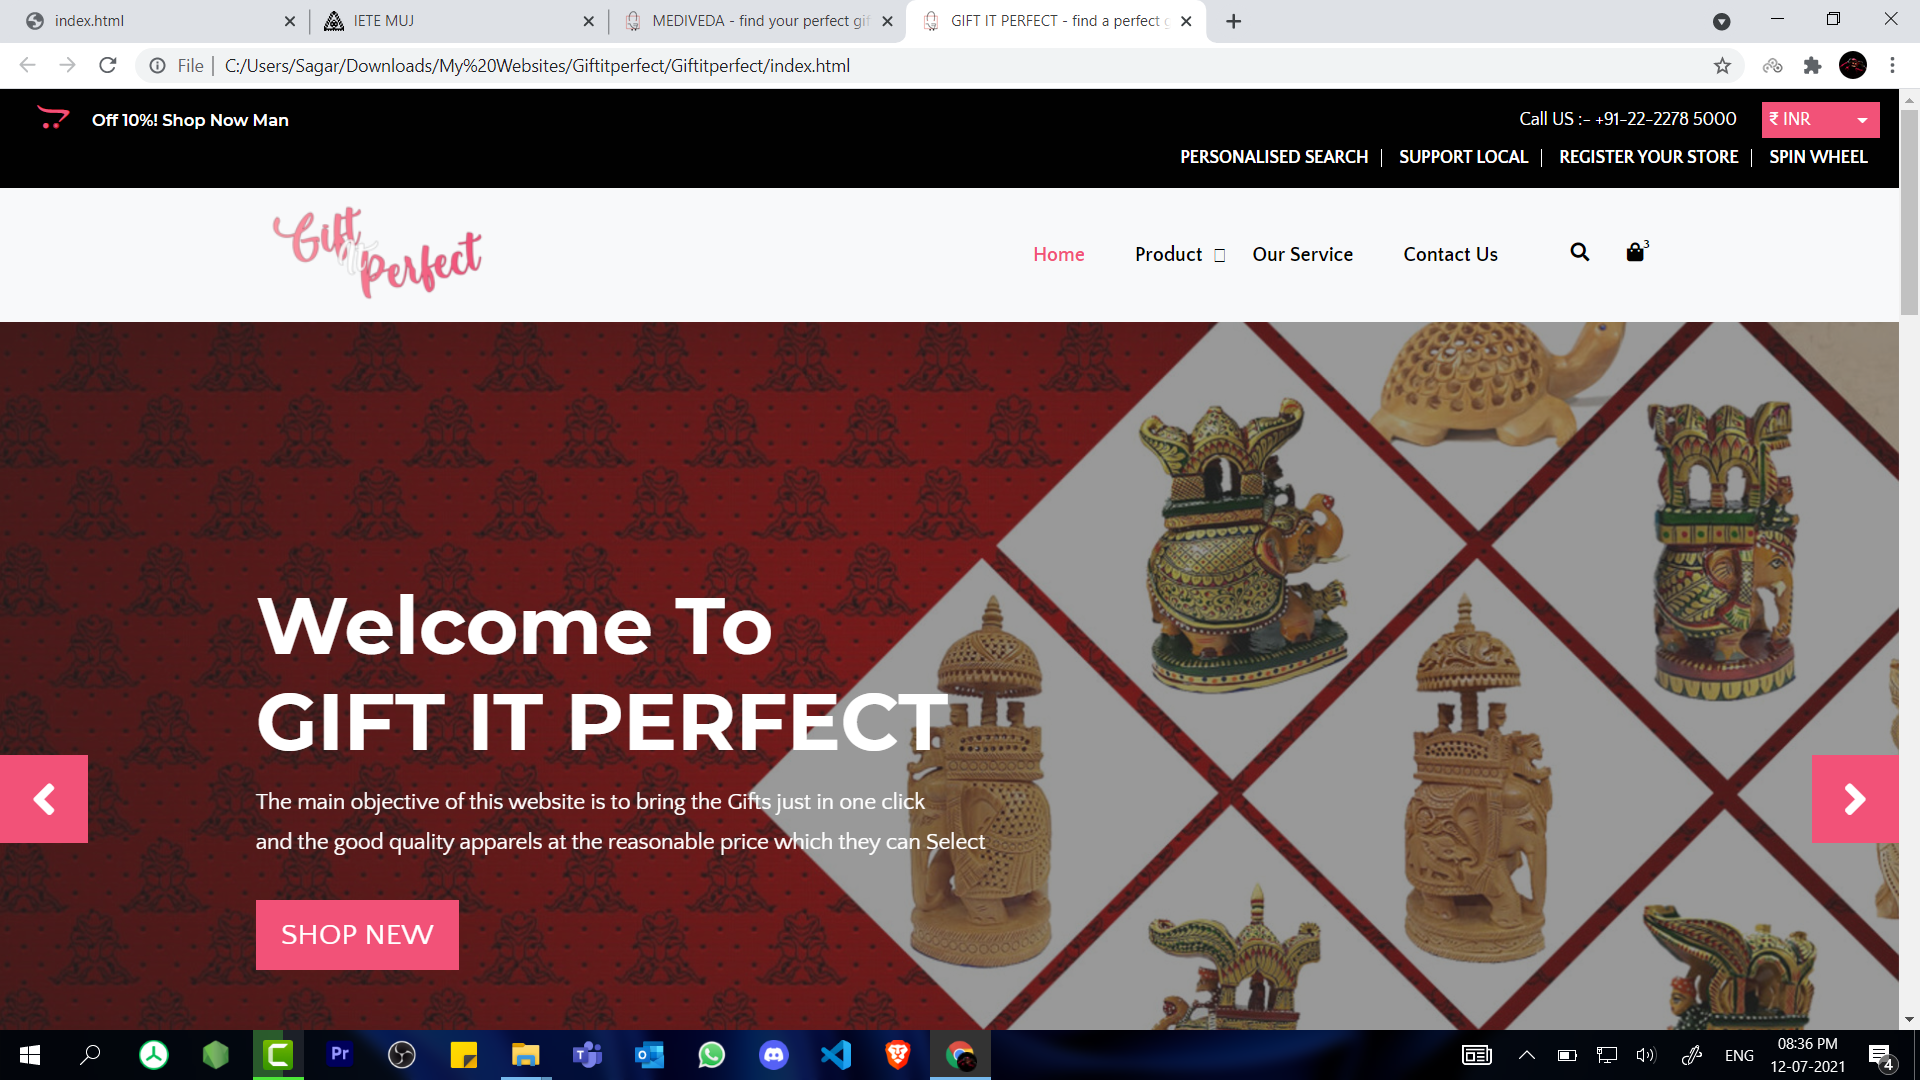 index.html
IETE MUJ
MEDIVEDA - find your perfect gif
GIFT IT PERFECT - find a perfect g
File
C:/Users/Sagar/Downloads/My%20Websites/Giftitperfect/Giftitperfect/index.html
Off 10%! Shop Now Man
Call US :- +91-22-2278 5000
₹ INR
PERSONALISED SEARCH
SUPPORT LOCAL
REGISTER YOUR STORE
SPIN WHEEL
Gift
It
Perfect
Home
Product
Our Service
Contact Us
3
Welcome To
GIFT IT PERFECT
The main objective of this website is to bring the Gifts just in one click
and the good quality apparels at the reasonable price which they can Select
SHOP NEW
Pr
ENG
08:36 PM
12-07-2021
4